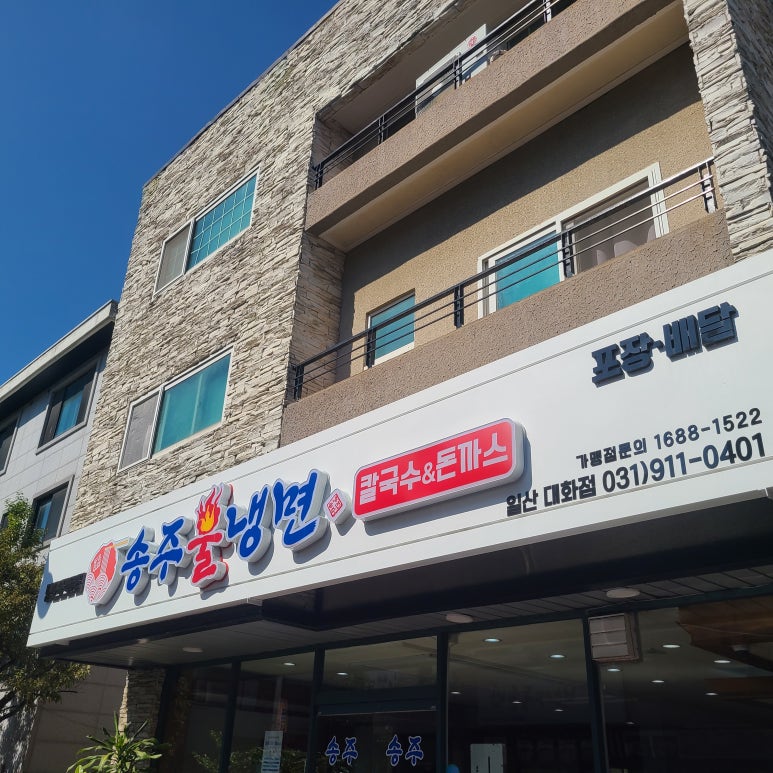 송주불냉면
칼국수&돈까스
포장·배달
가맹점문의 1688-1522
일산 대화점 031)911-0401
송주 송주